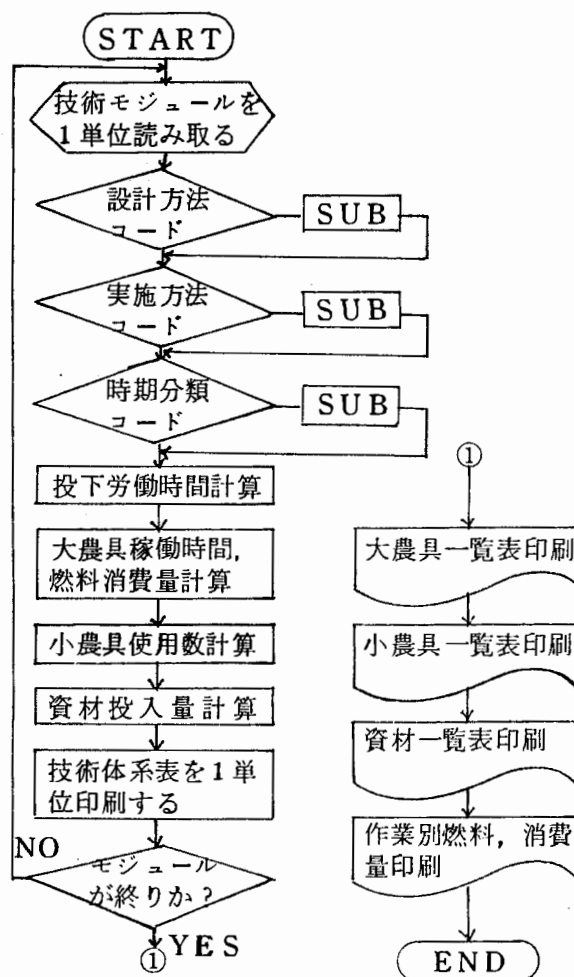 START
技術モジュールを
1単位読み取る
設計方法
コード
SUB
実施方法
コード
SUB
時期分類
コード
SUB
投下労働時間計算
大農具稼働時間,
燃料消費量計算
小農具使用数計算
資材投入量計算
技術体系表を1単
位印刷する
モジュール
が終りか?
NO
YES
①
①
大農具一覧表印刷
小農具一覧表印刷
資材一覧表印刷
作業別燃料, 消費
量印刷
END